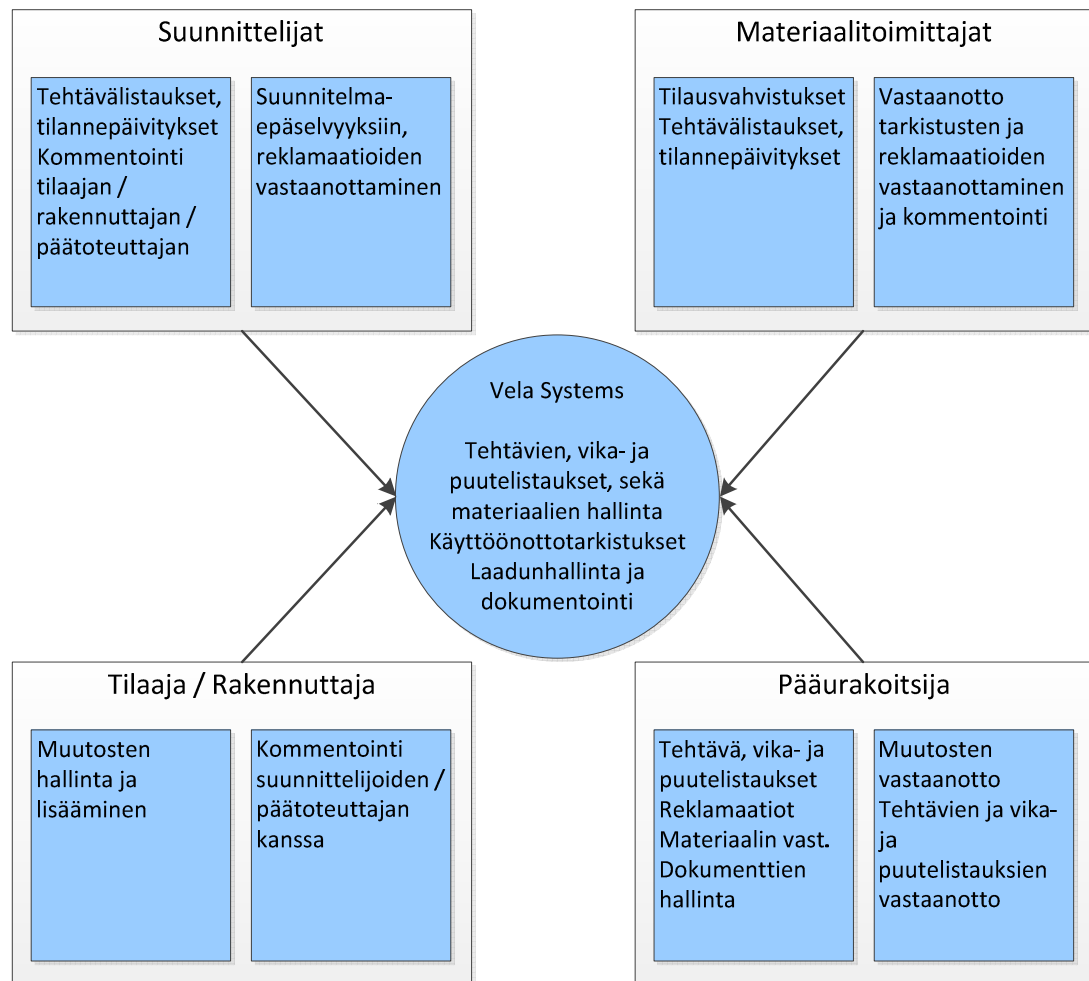 Suunnittelijat
Tehtävälistaukset,
tilannepäivitykset
Kommentointi
tilaajan /
rakennuttajan /
päätoteuttajan
Suunnitelma-
epäselvyyksiin,
reklamaatioiden
vastaanottaminen
Materiaalitoimittajat
Tilausvahvistukset
Tehtävälistaukset,
tilannepäivitykset
Vastaanotto
tarkistusten ja
reklamaatioiden
vastaanottaminen
ja kommentointi
Vela Systems
Tehtävien, vika- ja
puutelistaukset, sekä
materiaalien hallinta
Käyttöönottotarkistukset
Laadunhallinta ja
dokumentointi
Tilaaja / Rakennuttaja
Muutosten
hallinta ja
lisääminen
Kommentointi
suunnittelijoiden /
päätoteuttajan
kanssa
Pääurakoitsija
Tehtävä, vika- ja
puutelistaukset
Reklamaatiot
Materiaalin vast.
Dokumenttien
hallinta
Muutosten
vastaanotto
Tehtävien ja vika-
ja
puutelistauksien
vastaanotto